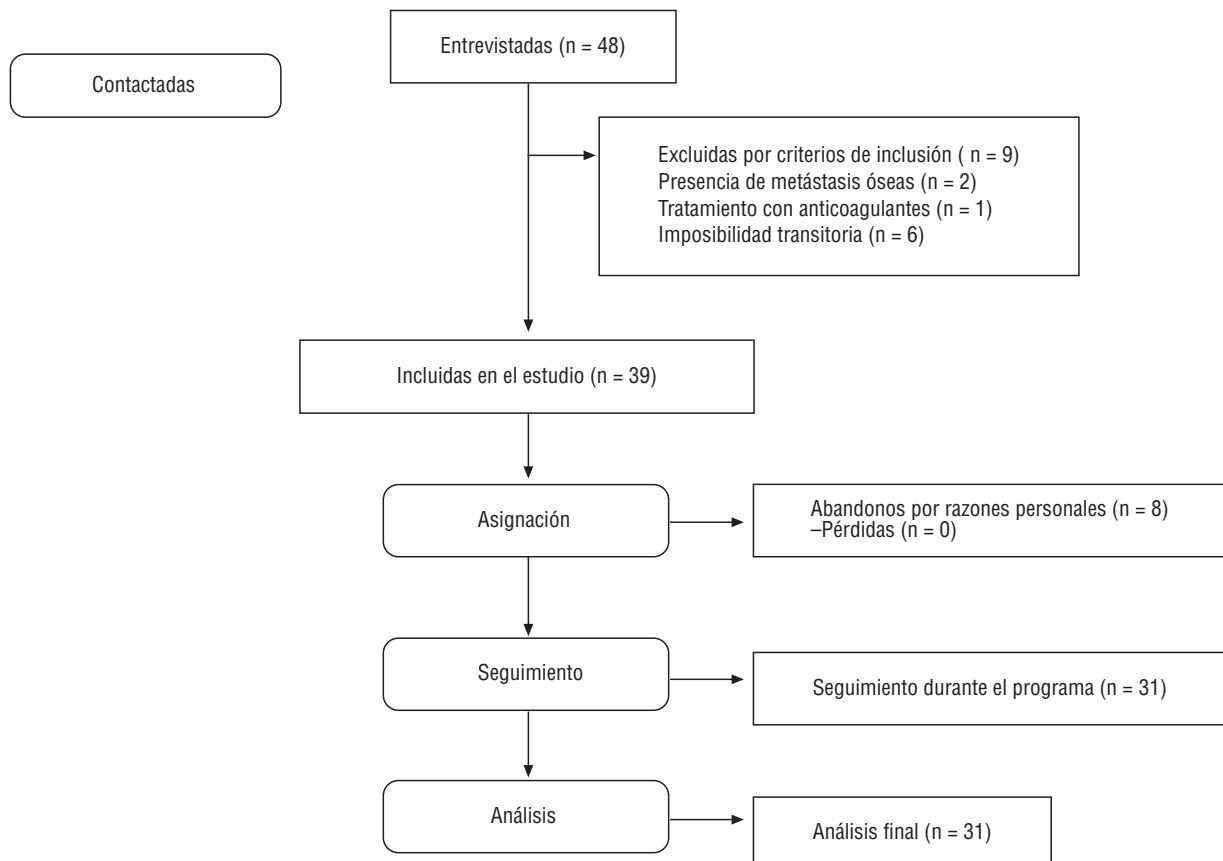 Entrevistadas (n = 48)
Contactadas
Excluidas por criterios de inclusión ( n = 9)
Presencia de metástasis óseas (n = 2)
Tratamiento con anticoagulantes (n = 1)
Imposibilidad transitoria (n = 6)
Incluidas en el estudio (n = 39)
Asignación
Abandonos por razones personales (n = 8)
–Pérdidas (n = 0)
Seguimiento
Seguimiento durante el programa (n = 31)
Análisis
Análisis final (n = 31)